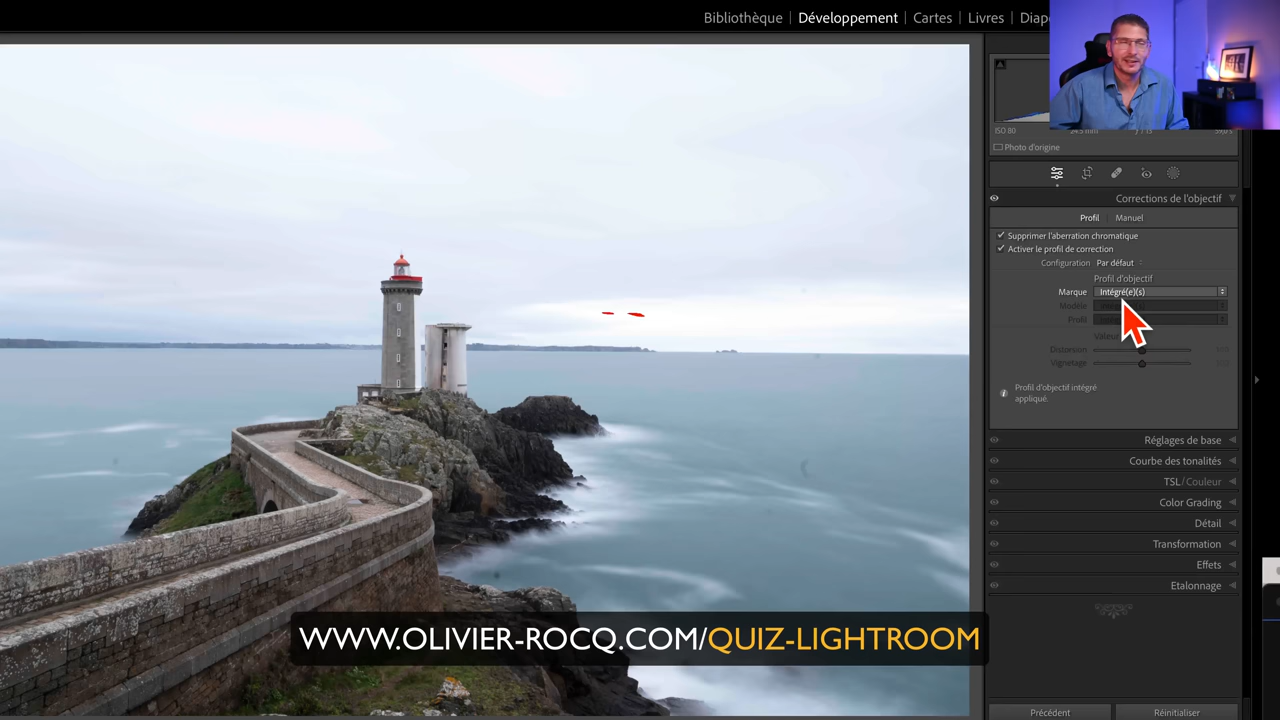 Bibliothèque | Développement | Cartes | Livres | Diap
ISO 80
Photo d'origine
Corrections de l'objectif
Profil | Manuel
Supprimer l'aberration chromatique
Activer le profil de correction
Configuration Par défaut
Profil d'objectif
Marque Intégré(e)(s)
Modèle
Profil
Valeur
Distorsion
Vignetage
Profil d'objectif intégré
appliqué.
Réglages de base
Courbe des tonalités
TSL / Couleur
Color Grading
Détail
Transformation
Effets
Etalonnage
WWW.OLIVIER-ROCQ.COM/QUIZ-LIGHTROOM
Précédent Réinitialiser